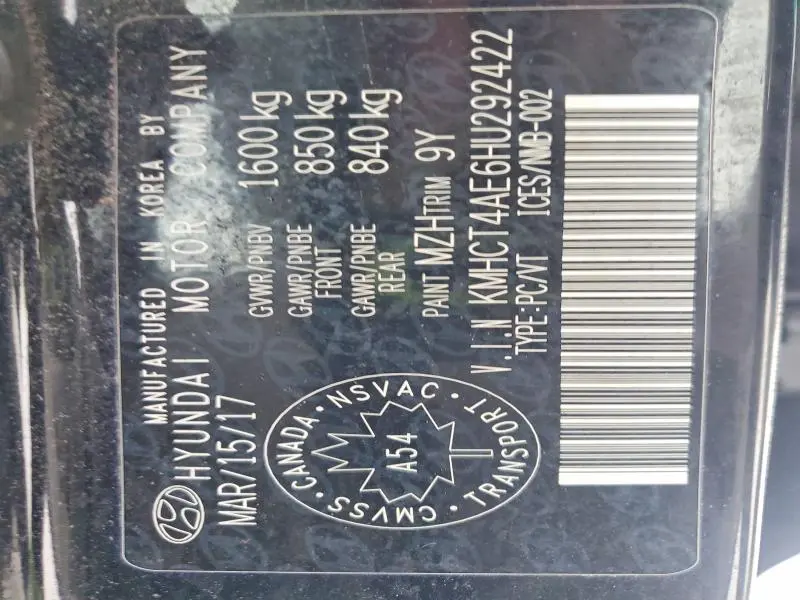 MANUFACTURED IN KOREA BY
HYUNDAI MOTOR COMPANY
MAR/15/17
GVWR/PNBV 1600kg
GAWR/PNBE FRONT 850kg
GAWR/PNBE REAR 840kg
PAINT MZH TRIM 9Y
V.I.N KMHCT4AE6HU292422
TYPE:PC/VT ICES/NMB-002
CMVSS · CANADA · NSVAC · TRANSPORT ·
A54